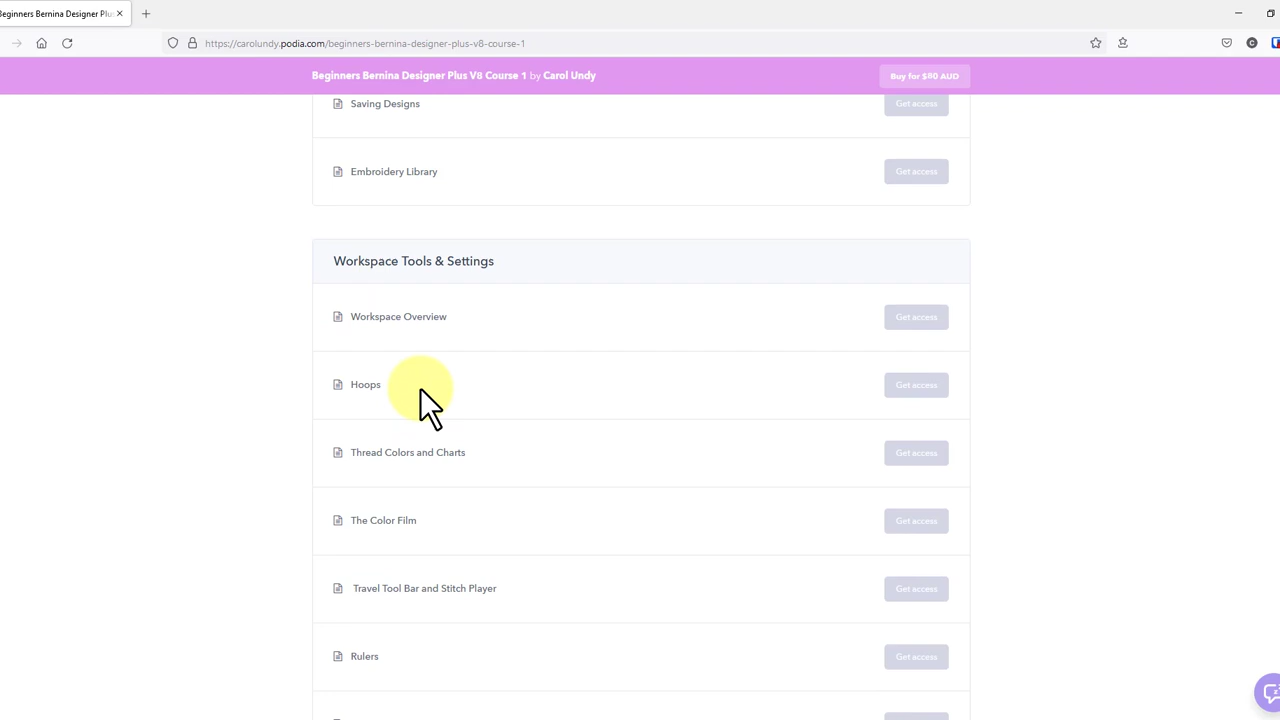 Beginners Bernina Designer Plu
https://carolundy.podia.com/beginners-bernina-designer-plus-v8-course-1
Beginners Bernina Designer Plus V8 Course 1 by Carol Undy
Buy for $80 AUD
Saving Designs
Get access
Embroidery Library
Get access
Workspace Tools & Settings
Workspace Overview
Get access
Hoops
Get access
Thread Colors and Charts
Get access
The Color Film
Get access
Travel Tool Bar and Stitch Player
Get access
Rulers
Get access